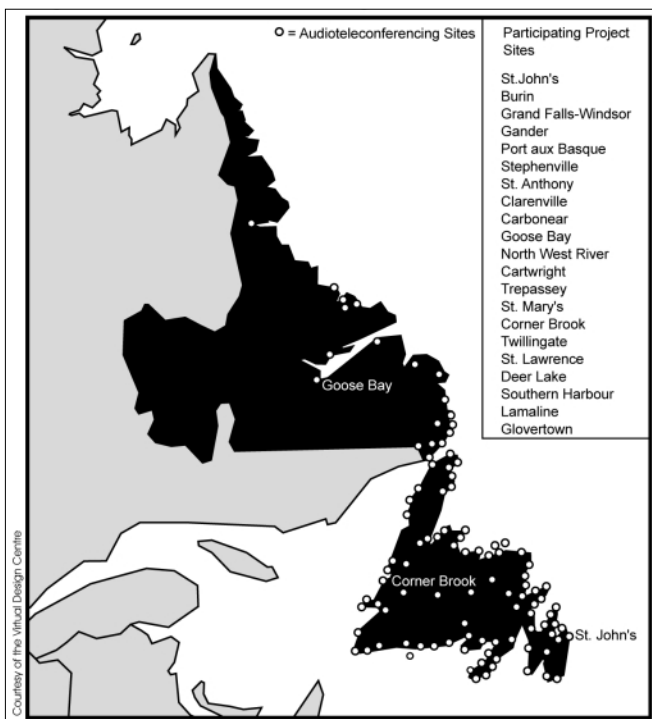 = Audioteleconferencing Sites
Participating Project
Sites
St.John's
Burin
Grand Falls-Windsor
Gander
Port aux Basque
Stephenville
St. Anthony
Clarenville
Carbonear
Goose Bay
North West River
Cartwright
Trepassey
St. Mary's
Corner Brook
Twillingate
St. Lawrence
Deer Lake
Southern Harbour
Lamaline
Glovertown
Goose Bay
Corner Brook
St. John's
Courtesy of the Virtual Design Centre